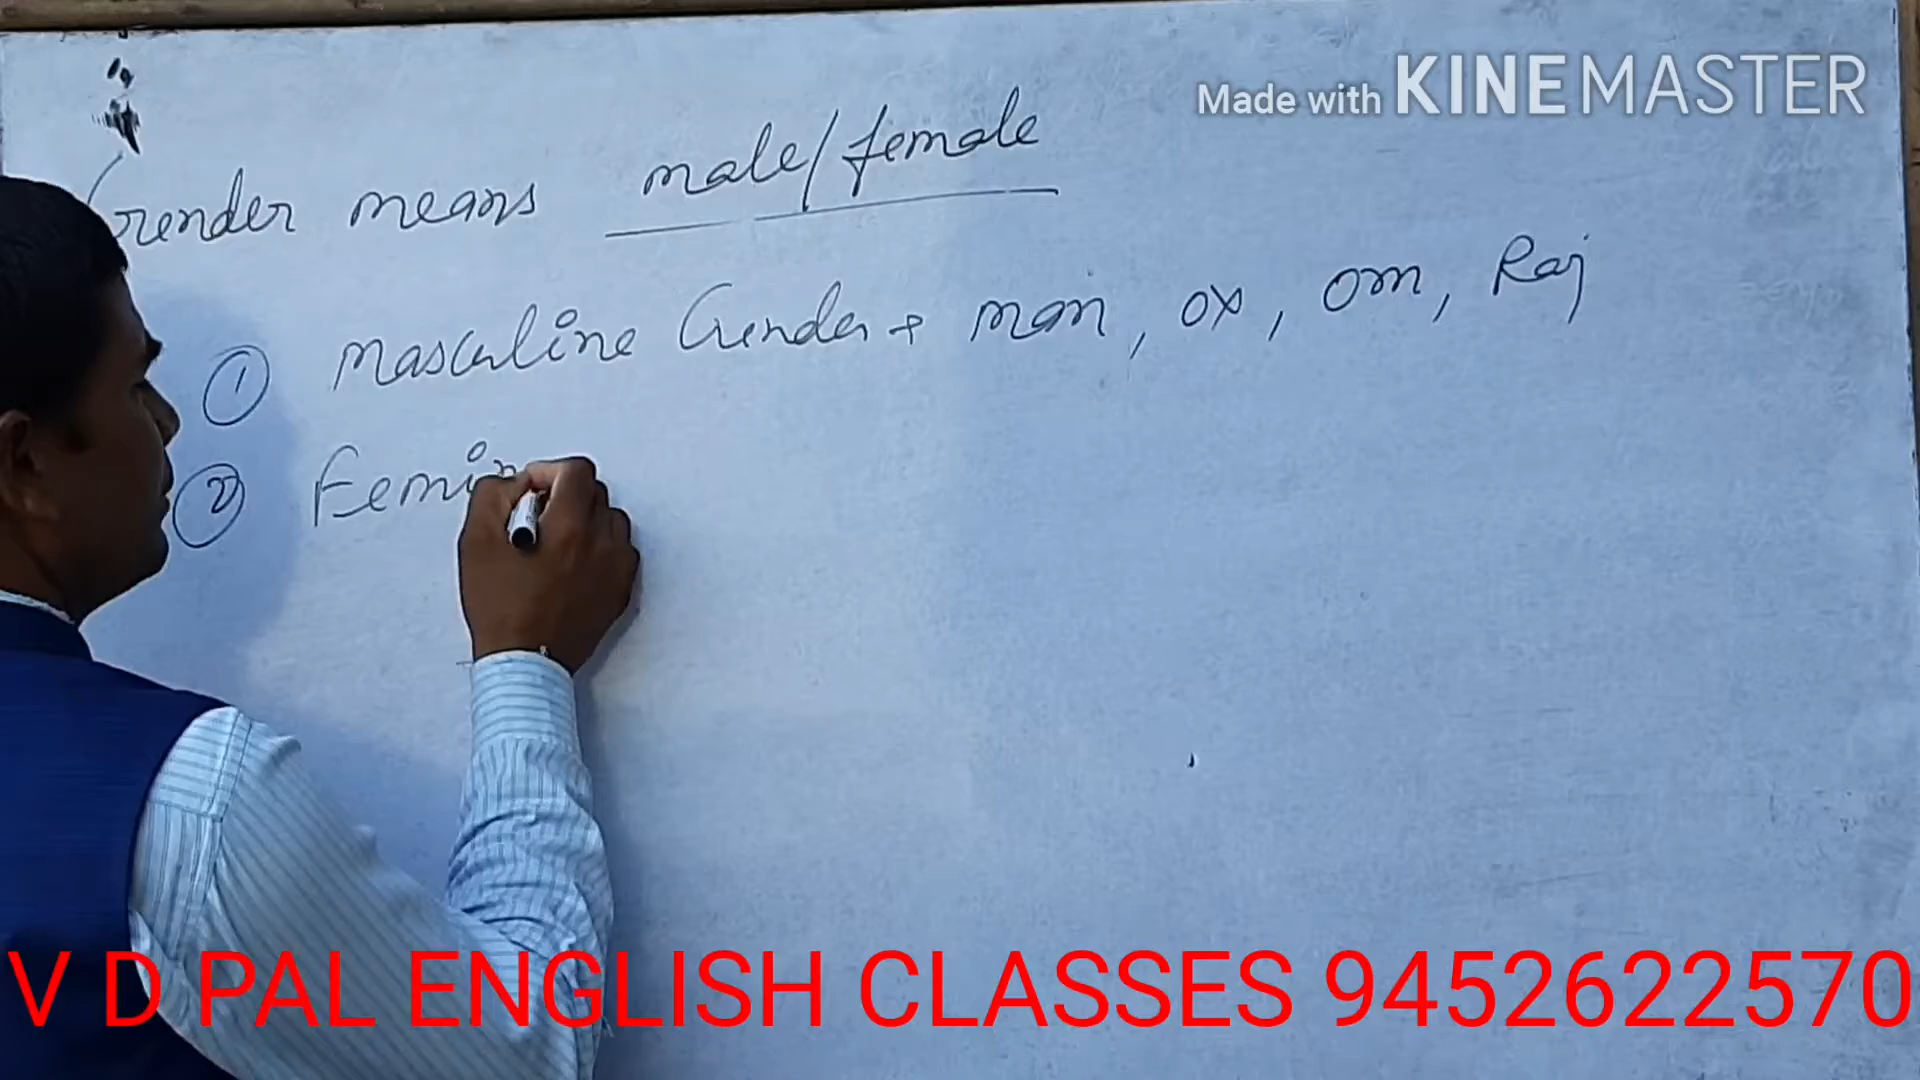 Made with KINEMASTER
Gender means male/female
① Masculine Gender → man, ox, Om, Raj
② Femin
V D PAL ENGLISH CLASSES 9452622570